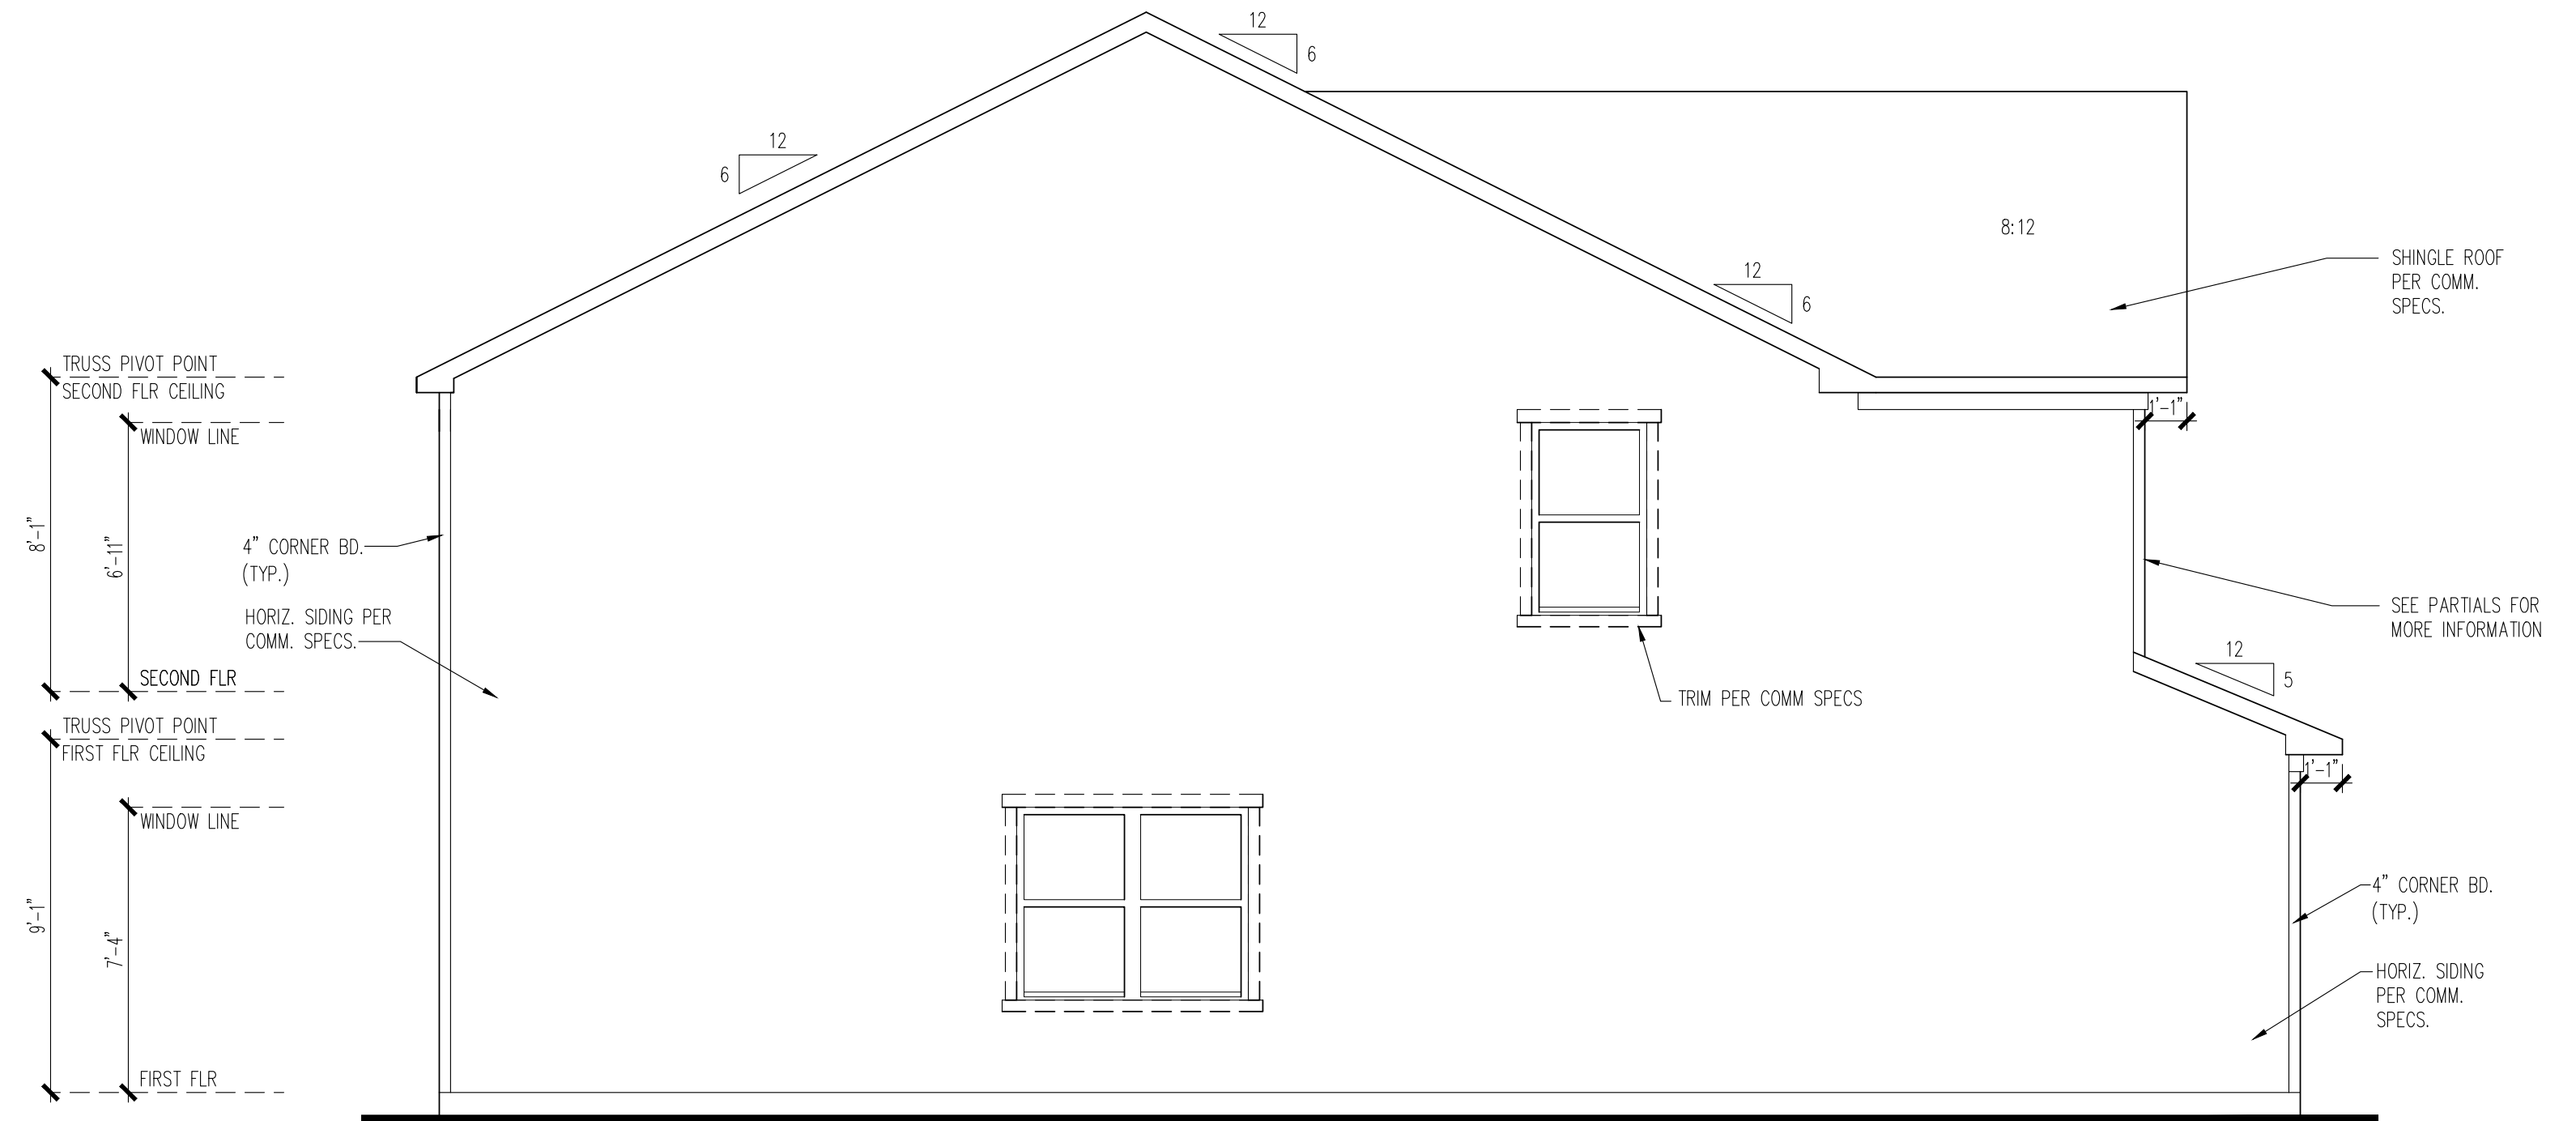 12
6
12
6
8:12
SHINGLE ROOF
PER COMM.
SPECS.
12
6
TRUSS PIVOT POINT
SECOND FLR CEILING
WINDOW LINE
1'-1"
8'-1"
6'-11"
4" CORNER BD.
(TYP.)
HORIZ. SIDING PER
COMM. SPECS.
SEE PARTIALS FOR
MORE INFORMATION
12
5
SECOND FLR
TRIM PER COMM SPECS
TRUSS PIVOT POINT
FIRST FLR CEILING
1'-1"
WINDOW LINE
9'-1"
7'-4"
4" CORNER BD.
(TYP.)
HORIZ. SIDING
PER COMM.
SPECS.
FIRST FLR